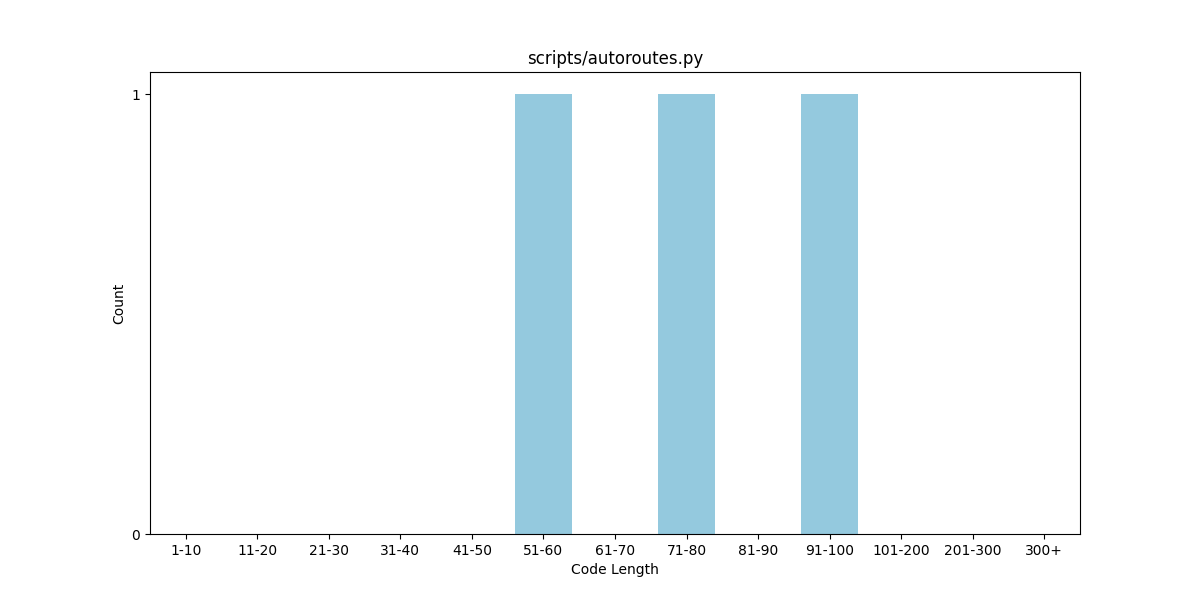 scripts/autoroutes.py
1
Count
0
1-10 11-20 21-30 31-40 41-50 51-60 61-70 71-80 81-90 91-100 101-200 201-300 300+
Code Length